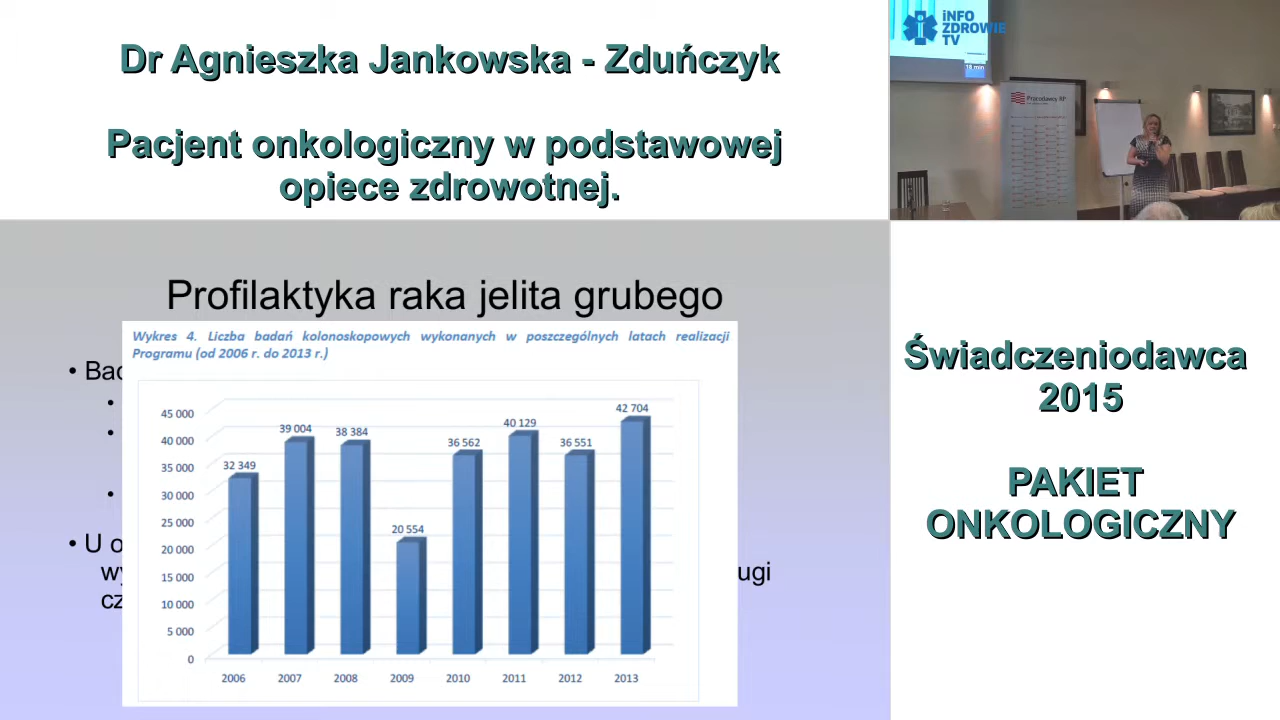 Dr Agnieszka Jankowska - Zduńczyk
Pacjent onkologiczny w podstawowej
opiece zdrowotnej.
iNFO
ZDROWIE
TV
18 min
Pracodawcy RP
Profilaktyka raka jelita grubego
Wykres 4. Liczba badań kolonoskopowych wykonanych w poszczególnych latach realizacji
Programu (od 2006 r. do 2013 r.)
45 000
40 000
35 000
30 000
25 000
20 000
15 000
10 000
5 000
0
32 349
39 004
38 384
20 554
36 562
40 129
36 551
42 704
2006
2007
2008
2009
2010
2011
2012
2013
• Bad
•
•
•
• U o
ugi
Świadczeniodawca
2015
PAKIET
ONKOLOGICZNY